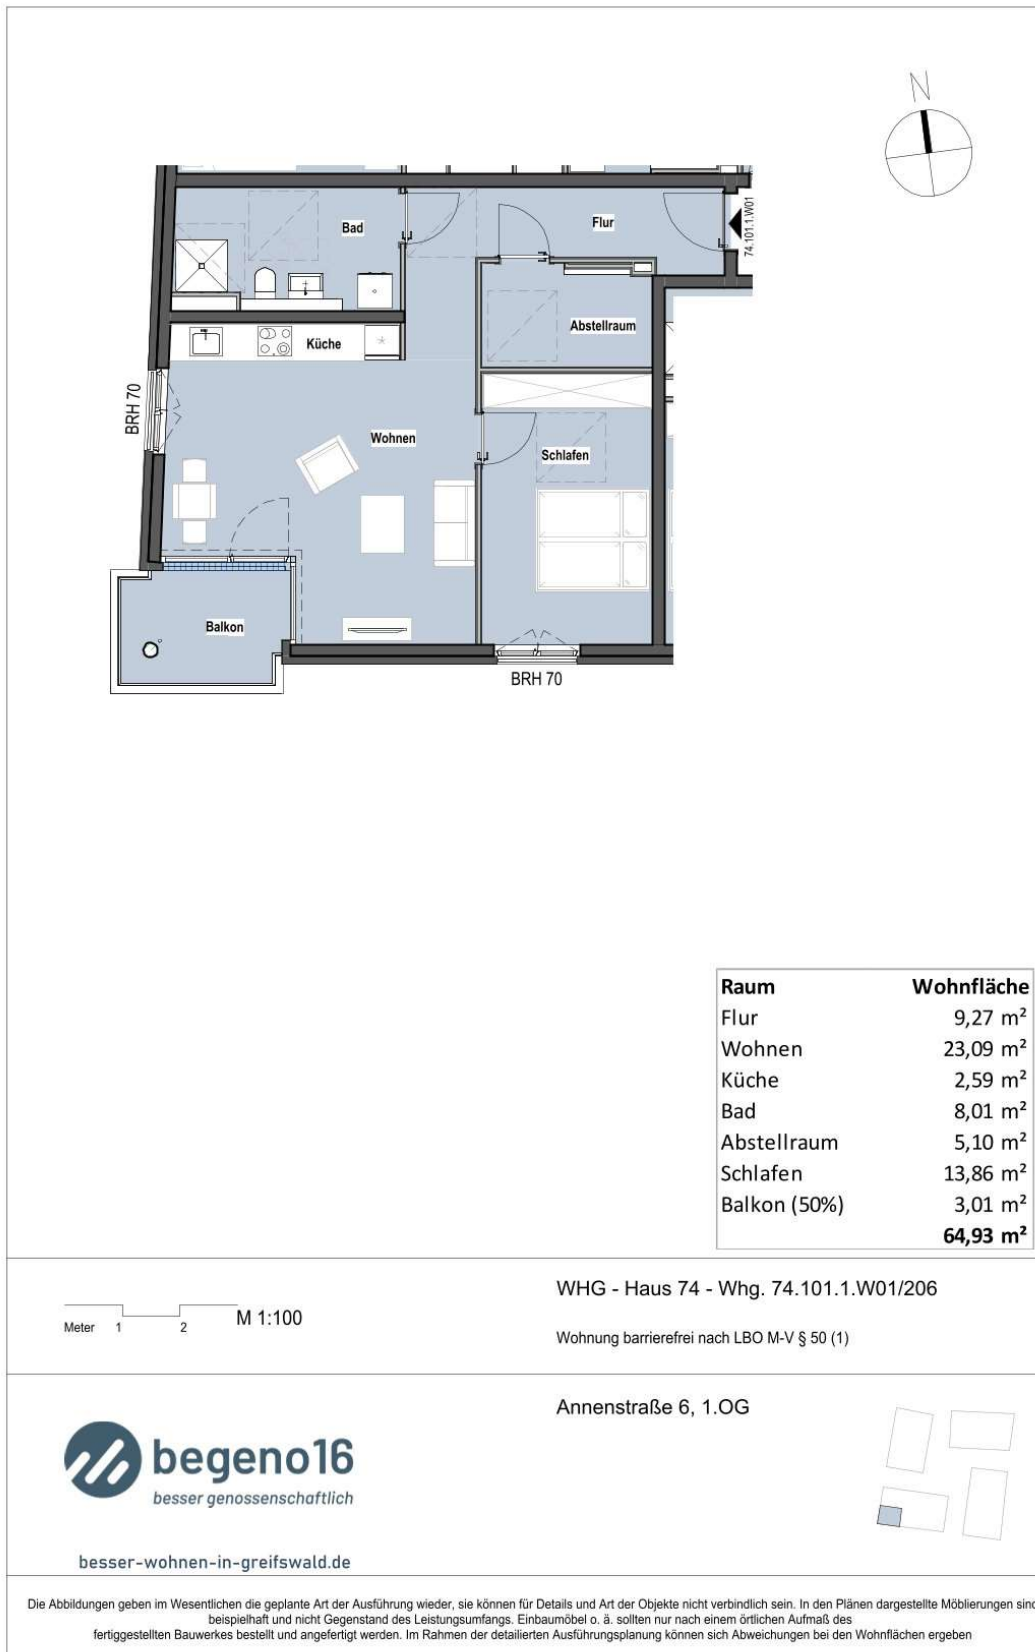 N
Bad
Flur
74.101.1.W01
Abstellraum
Küche
BRH 70
Wohnen
Schlafen
Balkon
BRH 70
Raum Wohnfläche
Flur 9,27 m²
Wohnen 23,09 m²
Küche 2,59 m²
Bad 8,01 m²
Abstellraum 5,10 m²
Schlafen 13,86 m²
Balkon (50%) 3,01 m²
64,93 m²
Meter 1 2 M 1:100
WHG - Haus 74 - Whg. 74.101.1.W01/206
Wohnung barrierefrei nach LBO M-V § 50 (1)
Annenstraße 6, 1.OG
begeno16
besser genossenschaftlich
besser-wohnen-in-greifswald.de
Die Abbildungen geben im Wesentlichen die geplante Art der Ausführung wieder, sie können für Details und Art der Objekte nicht verbindlich sein. In den Plänen dargestellte Möblierungen sind
beispielhaft und nicht Gegenstand des Leistungsumfangs. Einbaumöbel o. ä. sollten nur nach einem örtlichen Aufmaß des
fertiggestellten Bauwerkes bestellt und angefertigt werden. Im Rahmen der detailierten Ausführungsplanung können sich Abweichungen bei den Wohnflächen ergeben